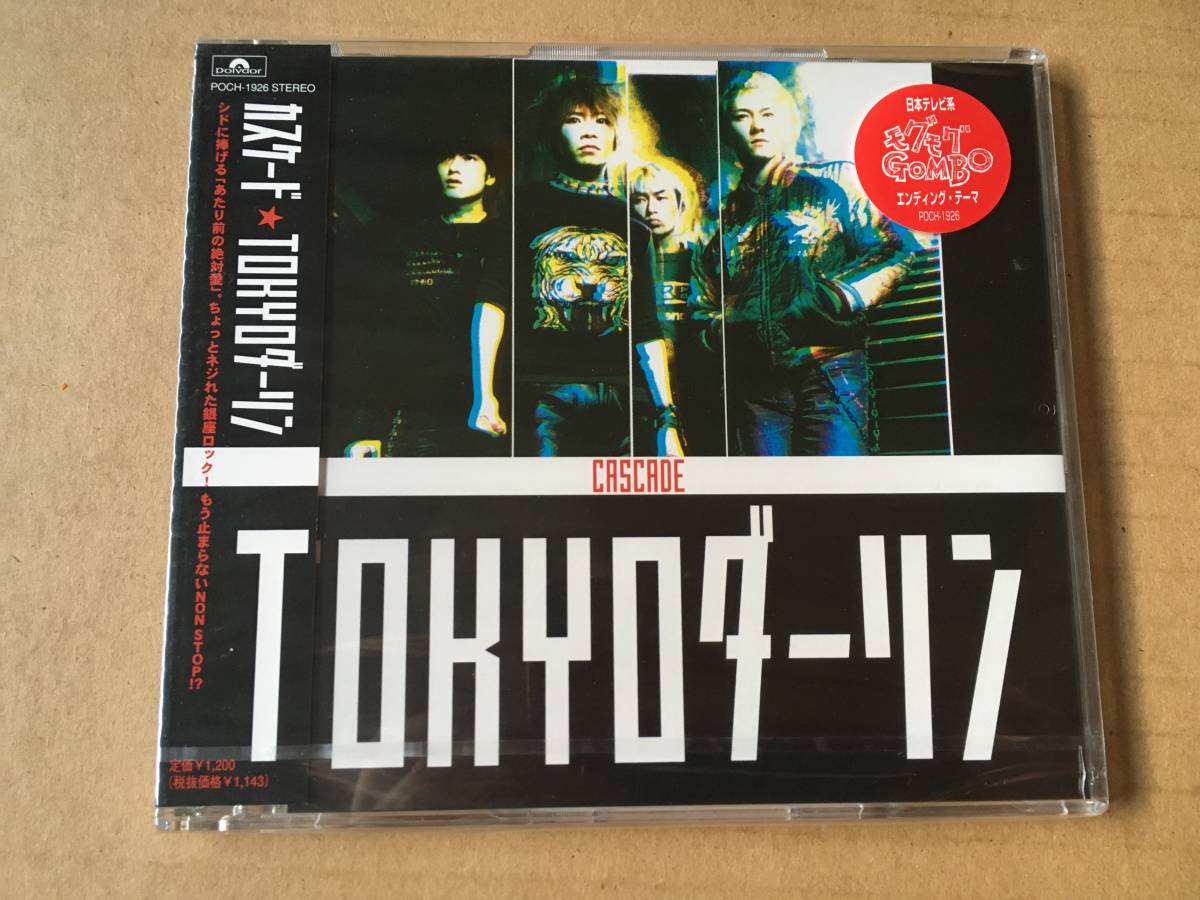 Polydor
POCH-1926 STEREO
カスケード★TOKYOダーリン
シドに捧げる「あたり前の絶対愛」。ちょっとネジれた銀座ロック！もう止まらないNON STOP!?
定価￥1,200
(税抜価格￥1,143)
日本テレビ系
モグモグ
GOMBO
エンディング・テーマ
POCH-1926
CASCADE
TOKYOダーリン